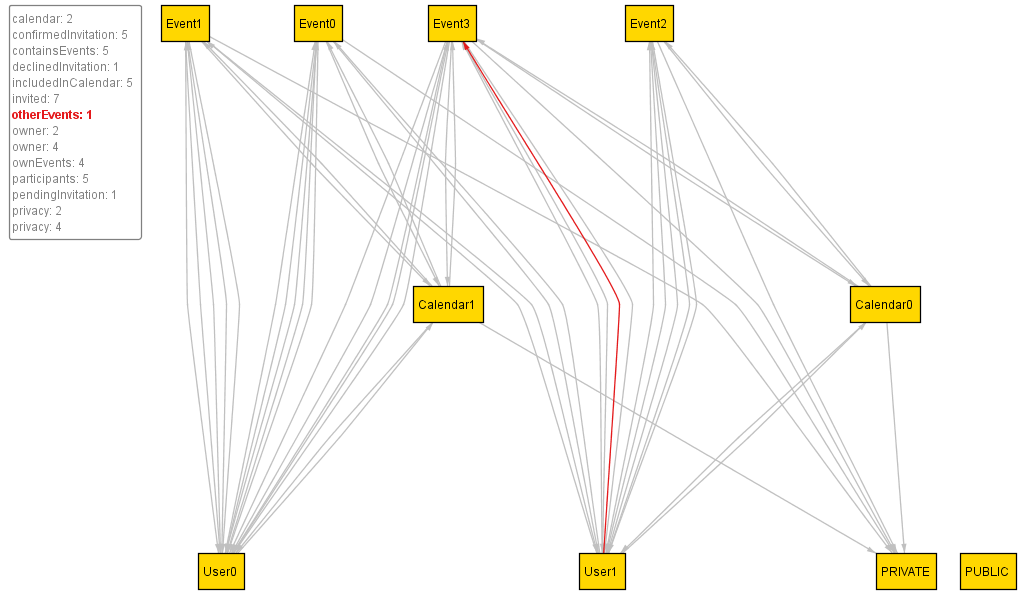 calendar: 2
confirmedInvitation: 5
containsEvents: 5
declinedInvitation: 1
includedInCalendar: 5
invited: 7
otherEvents: 1
owner: 2
owner: 4
ownEvents: 4
participants: 5
pendingInvitation: 1
privacy: 2
privacy: 4
Event1
Event0
Event3
Event2
Calendar1
Calendar0
User0
User1
PRIVATE
PUBLIC